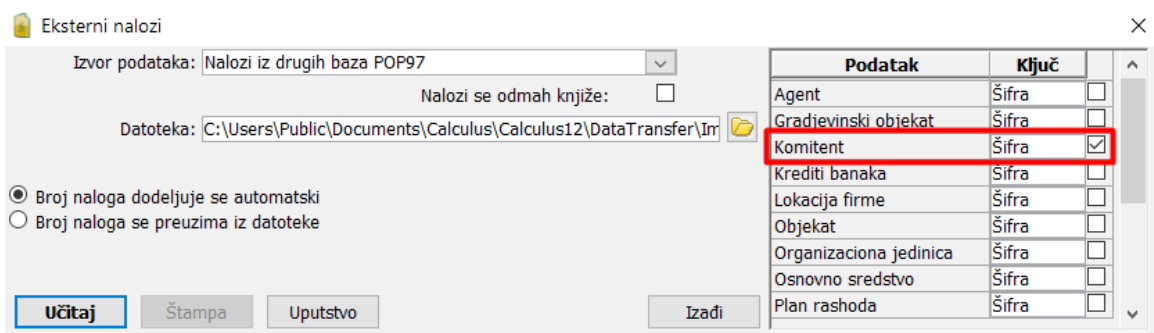 Eksterni nalozi
Izvor podataka: Nalozi iz drugih baza POP97
Nalozi se odmah knjiže:
Datoteka: C:\Users\Public\Documents\Calculus\Calculus12\DataTransfer\Im
Broj naloga dodeljuje se automatski
Broj naloga se preuzima iz datoteke
Učitaj Štampa Uputstvo Izađi
Podatak Ključ
Agent Šifra
Gradjevinski objekat Šifra
Komitent Šifra
Krediti banaka Šifra
Lokacija firme Šifra
Objekat Šifra
Organizaciona jedinica Šifra
Osnovno sredstvo Šifra
Plan rashoda Šifra